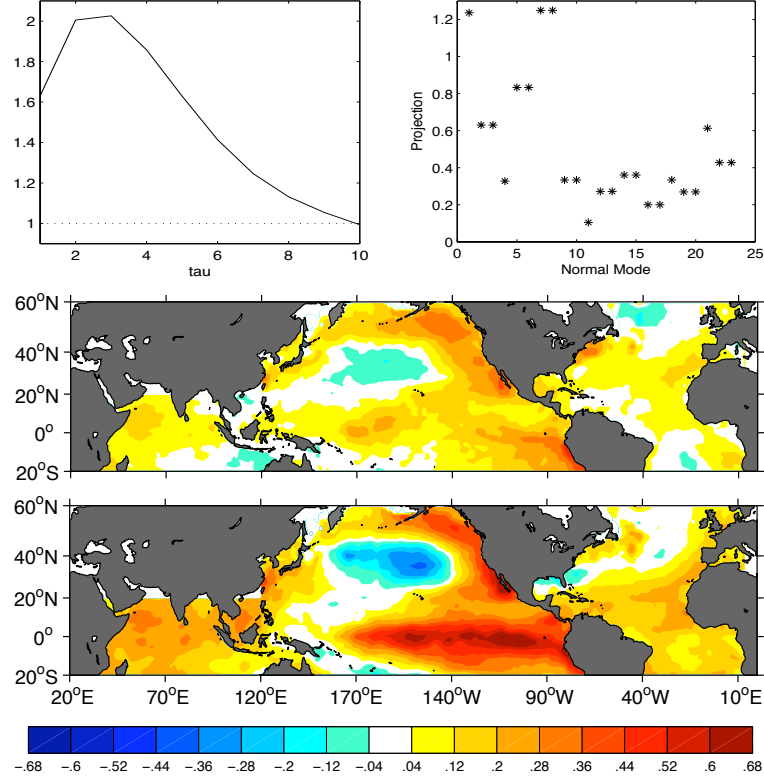 2
1.8
1.6
1.4
1.2
1
2 4 6 8 10
tau
1.2
1
0.8
0.6
0.4
0.2
0
Projection
0 5 10 15 20 25
Normal Mode
60°N
40°N
20°N
0°
20°S
60°N
40°N
20°N
0°
20°S
20°E 70°E 120°E 170°E 140°W 90°W 40°W 10°E
-.68 -.6 -.52 -.44 -.36 -.28 -.2 -.12 -.04 .04 .12 .2 .28 .36 .44 .52 .6 .68